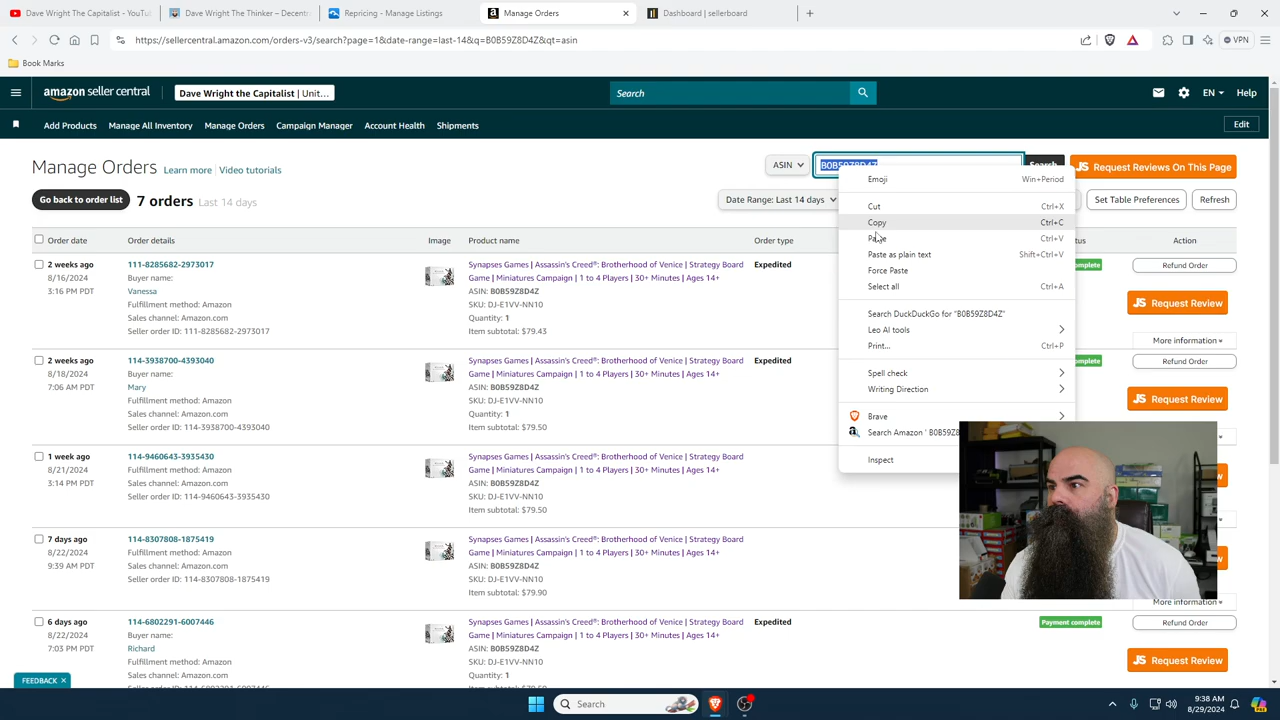 Dave Wright The Capitalist - YouTu
Dave Wright The Thinker – Decentr
Repricing - Manage Listings
Manage Orders
Dashboard | sellerboard
https://sellercentral.amazon.com/orders-v3/search?page=1&date-range=last-14&q=B0B59Z8D4Z&qt=asin
VPN
Book Marks
amazon seller central
Dave Wright the Capitalist | Unit...
Search
EN
Help
Add Products
Manage All Inventory
Manage Orders
Campaign Manager
Account Health
Shipments
Edit
Manage Orders
Learn more
Video tutorials
ASIN
B0B59Z8D4Z
Search
JS Request Reviews On This Page
Go back to order list
7 orders
Last 14 days
Date Range: Last 14 days
Set Table Preferences
Refresh
Order date
Order details
Image
Product name
Order type
tus
Action
2 weeks ago
8/16/2024
3:16 PM PDT
111-8285682-2973017
Buyer name:
Vanessa
Fulfillment method: Amazon
Sales channel: Amazon.com
Seller order ID: 111-8285682-2973017
Synapses Games | Assassin's Creed®: Brotherhood of Venice | Strategy Board
Game | Miniatures Campaign | 1 to 4 Players | 30+ Minutes | Ages 14+
ASIN: B0B59Z8D4Z
SKU: DJ-E1VV-NN10
Quantity: 1
Item subtotal: $79.43
Expedited
omplete
Refund Order
JS Request Review
More information
2 weeks ago
8/18/2024
7:06 AM PDT
114-3938700-4393040
Buyer name:
Mary
Fulfillment method: Amazon
Sales channel: Amazon.com
Seller order ID: 114-3938700-4393040
Synapses Games | Assassin's Creed®: Brotherhood of Venice | Strategy Board
Game | Miniatures Campaign | 1 to 4 Players | 30+ Minutes | Ages 14+
ASIN: B0B59Z8D4Z
SKU: DJ-E1VV-NN10
Quantity: 1
Item subtotal: $79.50
Expedited
omplete
Refund Order
JS Request Review
1 week ago
8/21/2024
3:14 PM PDT
114-9460643-3935430
Fulfillment method: Amazon
Sales channel: Amazon.com
Seller order ID: 114-9460643-3935430
Synapses Games | Assassin's Creed®: Brotherhood of Venice | Strategy Board
Game | Miniatures Campaign | 1 to 4 Players | 30+ Minutes | Ages 14+
ASIN: B0B59Z8D4Z
SKU: DJ-E1VV-NN10
Item subtotal: $79.50
7 days ago
8/22/2024
9:39 AM PDT
114-8307808-1875419
Fulfillment method: Amazon
Sales channel: Amazon.com
Seller order ID: 114-8307808-1875419
Synapses Games | Assassin's Creed®: Brotherhood of Venice | Strategy Board
Game | Miniatures Campaign | 1 to 4 Players | 30+ Minutes | Ages 14+
ASIN: B0B59Z8D4Z
SKU: DJ-E1VV-NN10
Item subtotal: $79.90
More information
6 days ago
8/22/2024
7:03 PM PDT
114-6802291-6007446
Buyer name:
Richard
Fulfillment method: Amazon
Sales channel: Amazon.com
Synapses Games | Assassin's Creed®: Brotherhood of Venice | Strategy Board
Game | Miniatures Campaign | 1 to 4 Players | 30+ Minutes | Ages 14+
ASIN: B0B59Z8D4Z
SKU: DJ-E1VV-NN10
Quantity: 1
Expedited
Payment complete
Refund Order
JS Request Review
Emoji Win+Period
Cut Ctrl+X
Copy Ctrl+C
Paste Ctrl+V
Paste as plain text Shift+Ctrl+V
Force Paste
Select all Ctrl+A
Search DuckDuckGo for "B0B59Z8D4Z"
Leo AI tools
Print... Ctrl+P
Spell check
Writing Direction
Brave
Search Amazon ' B0B59Z8
Inspect
FEEDBACK
Search
9:38 AM
8/29/2024